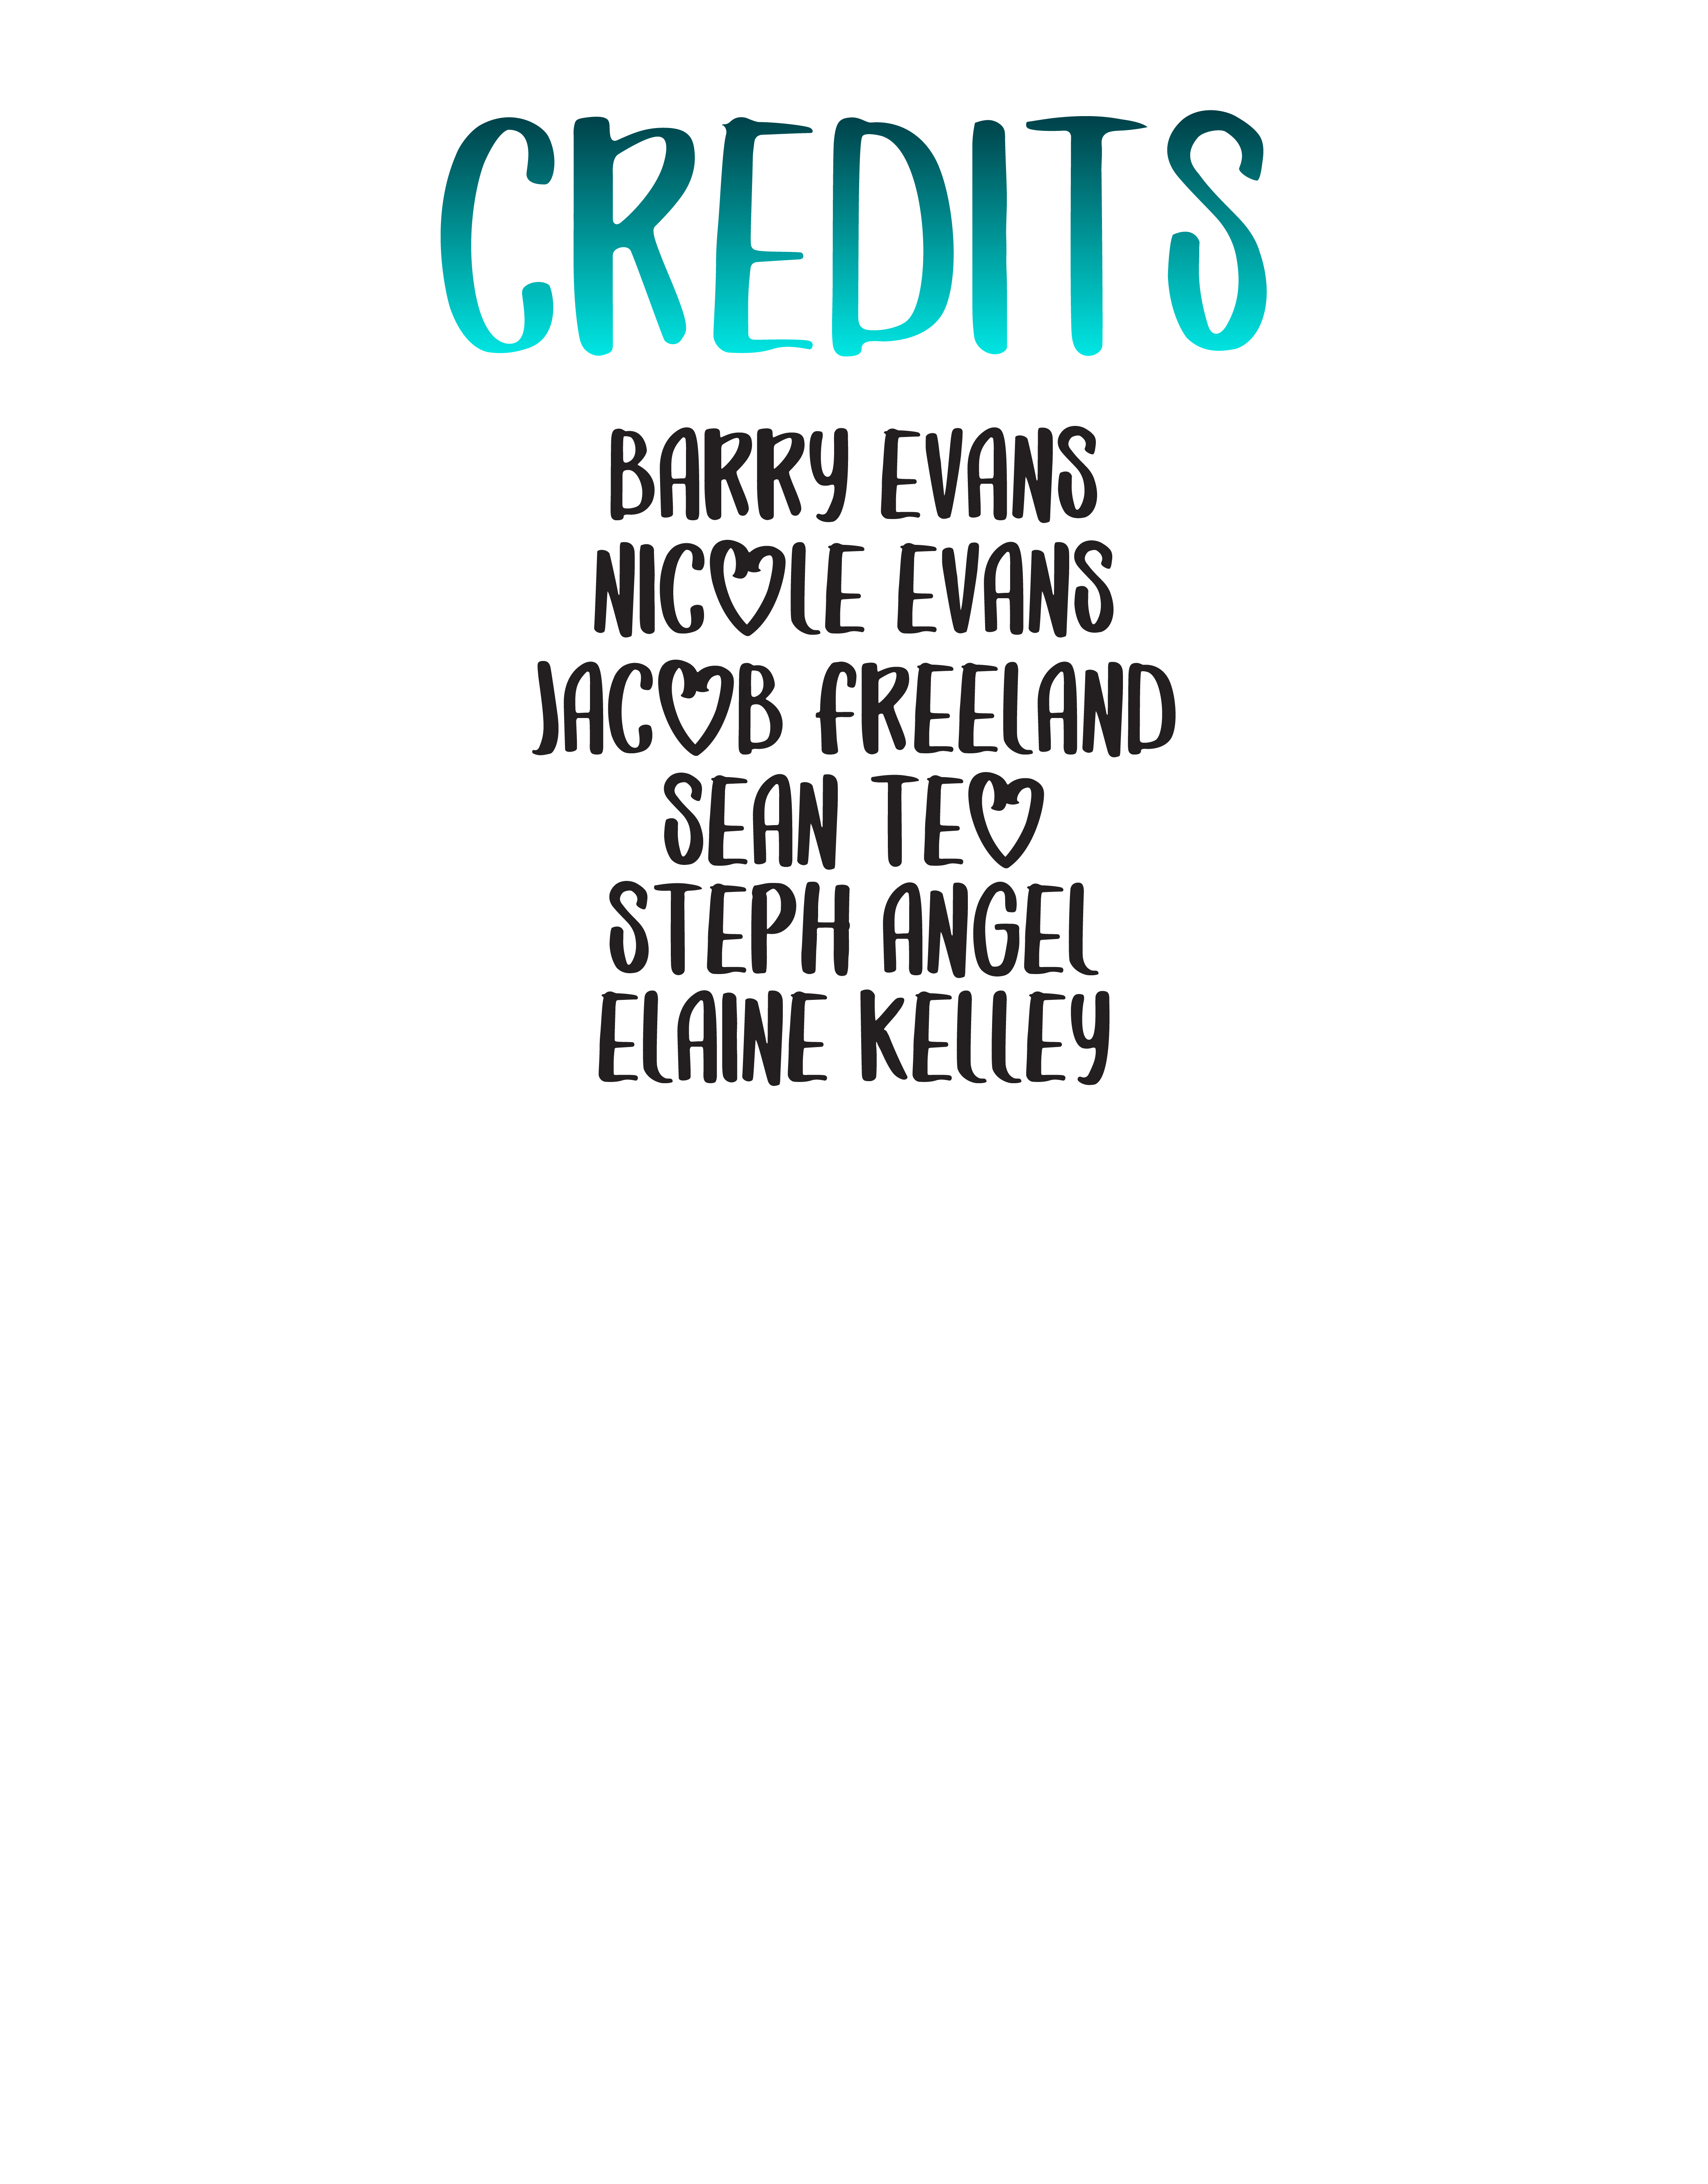 CREDITS
BARRY EVANS
NICOLE EVANS
JACOB FREELAND
SEAN TEO
STEPH ANGEL
ELAINE KELLEY